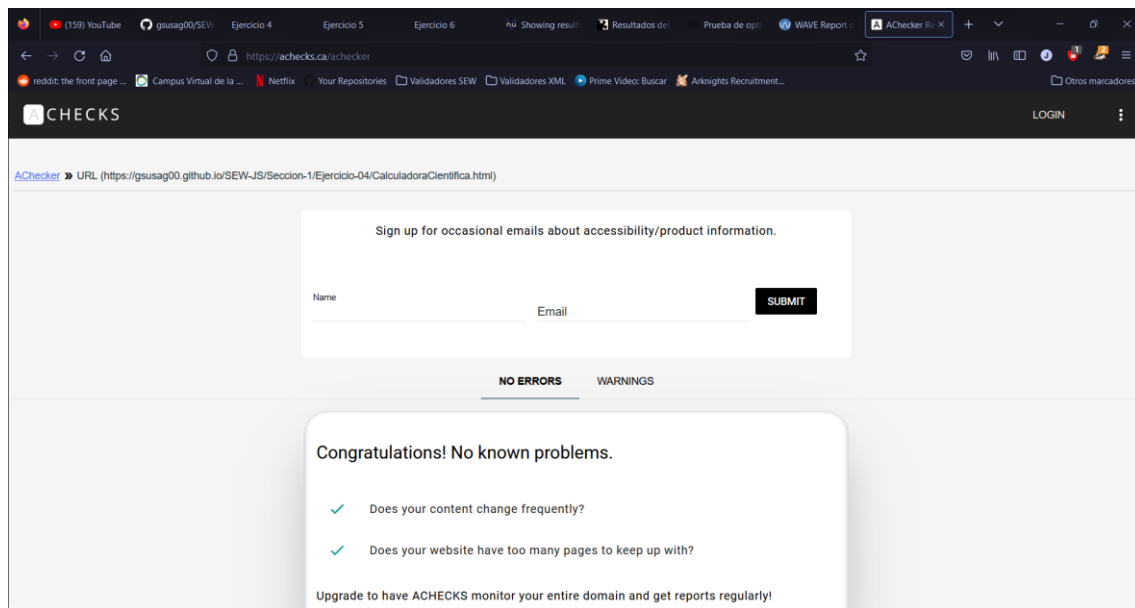 (159) YouTube gsusag00/SEW Ejercicio 4 Ejercicio 5 Ejercicio 6 Showing result Resultados del Prueba de opti WAVE Report o AChecker Re
https://achecks.ca/achecker
reddit: the front page ... Campus Virtual de la ... Netflix Your Repositories Validadores SEW Validadores XML Prime Video: Buscar Arknights Recruitment... Otros marcadores
ACHECKS LOGIN
AChecker » URL (https://gsusag00.github.io/SEW-JS/Seccion-1/Ejercicio-04/CalculadoraCientifica.html)
Sign up for occasional emails about accessibility/product information.
Name
Email
SUBMIT
NO ERRORS WARNINGS
Congratulations! No known problems.
Does your content change frequently?
Does your website have too many pages to keep up with?
Upgrade to have ACHECKS monitor your entire domain and get reports regularly!